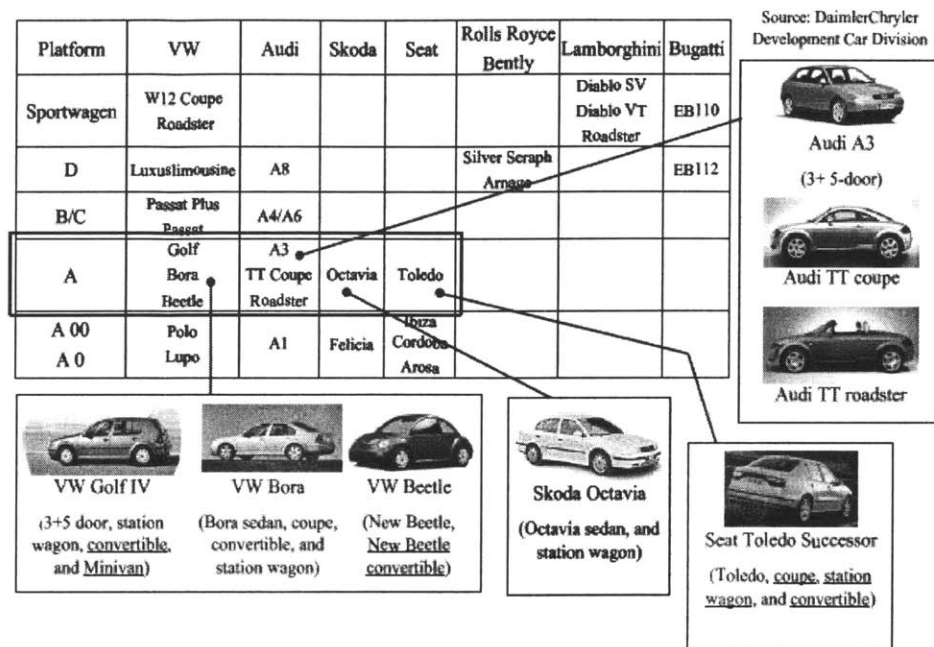 Source: DaimlerChryler
Development Car Division
Platform VW Audi Skoda Seat Rolls Royce Bently Lamborghini Bugatti
Sportwagen
W12 Coupe
Roadster
Diablo SV
Diablo VT
Roadster
EB110
D Luxuslimousine A8
Silver Seraph
Arnage
EB112
B/C
Passat Plus
Passat
A4/A6
A
Golf
Bora
Beetle
A3
TT Coupe
Roadster
Octavia
Toledo
A 00
A 0
Polo
Lupo
A1
Felicia
Ibiza
Cordoba
Arosa
Audi A3
(3+ 5-door)
Audi TT coupe
Audi TT roadster
VW Golf IV
(3+5 door, station
wagon, convertible,
and Minivan)
VW Bora
(Bora sedan, coupe,
convertible, and
station wagon)
VW Beetle
(New Beetle,
New Beetle
convertible)
Skoda Octavia
(Octavia sedan, and
station wagon)
Seat Toledo Successor
(Toledo, coupe, station
wagon, and convertible)